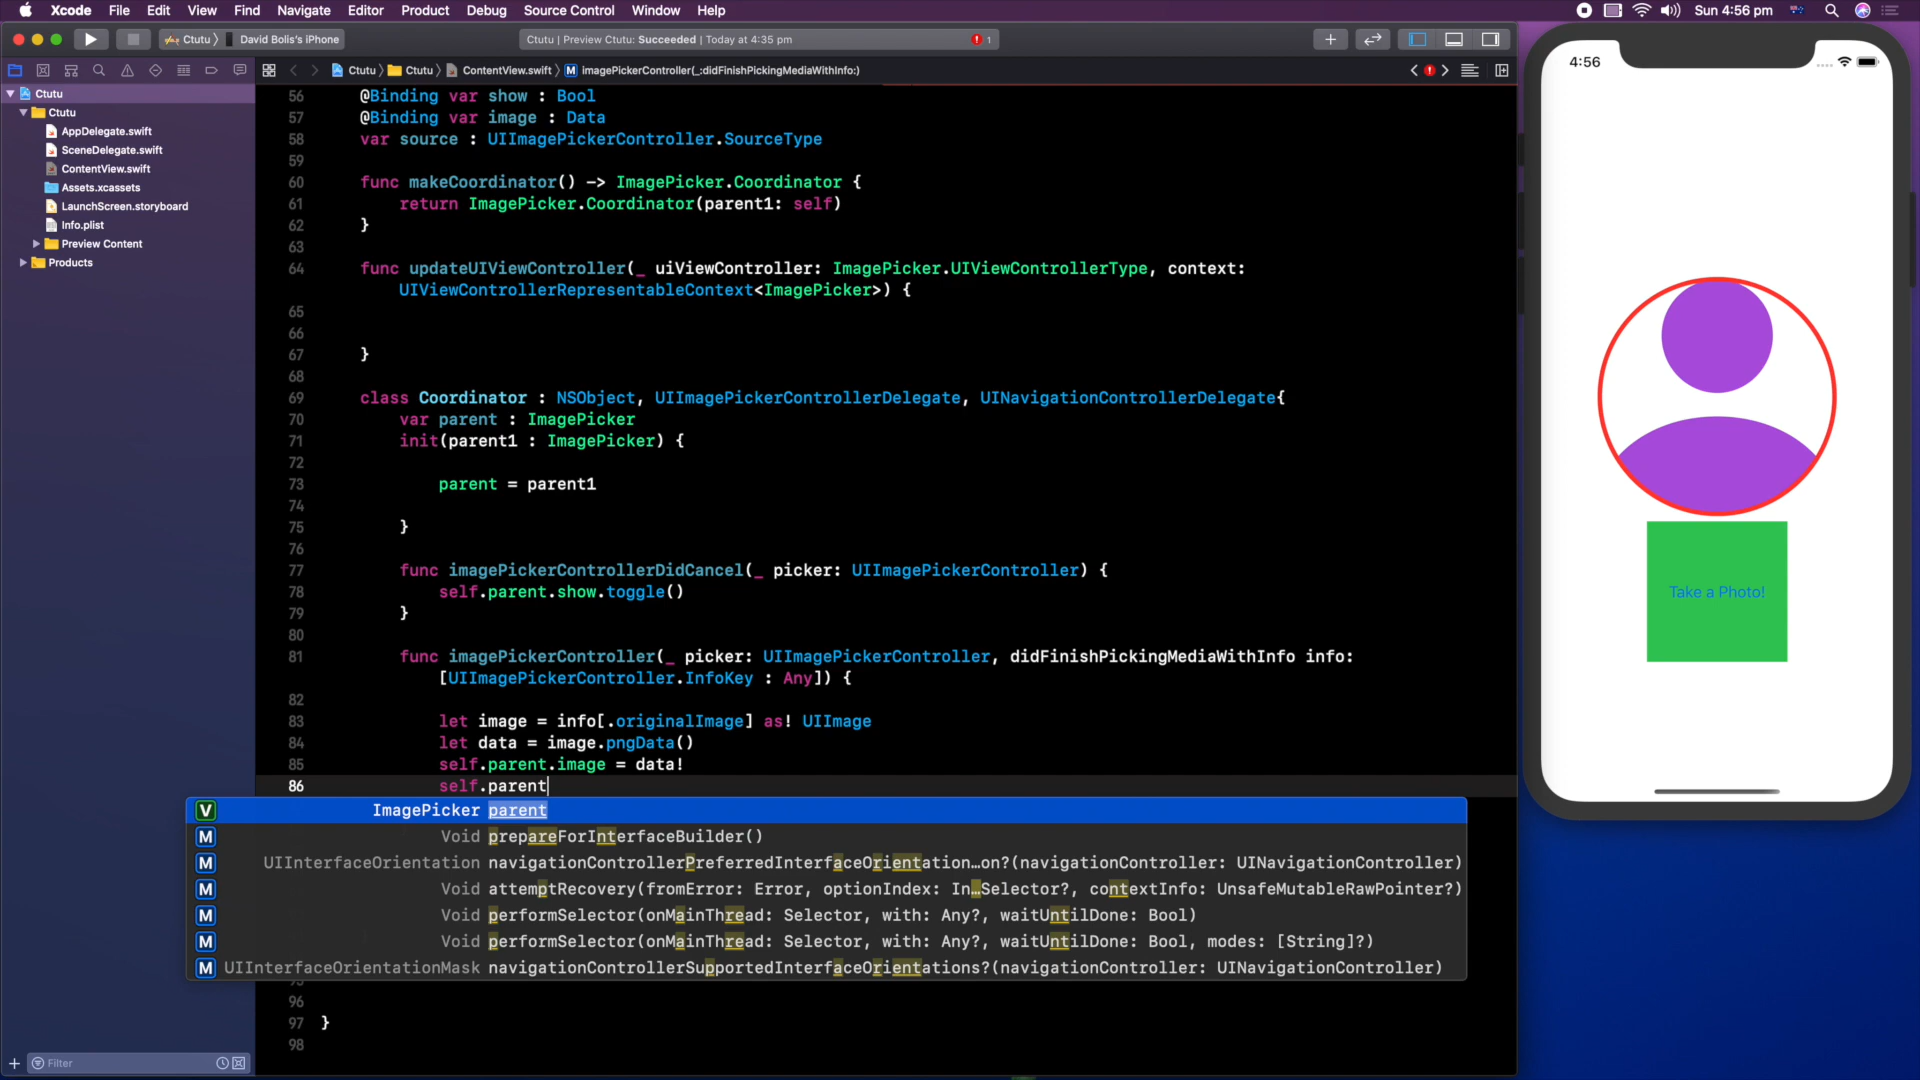 Xcode File Edit View Find Navigate Editor Product Debug Source Control Window Help Sun 4:56 pm
Ctutu David Bolis's iPhone Ctutu | Preview Ctutu: Succeeded | Today at 4:35 pm 1
Ctutu Ctutu ContentView.swift M imagePickerController(_:didFinishPickingMediaWithInfo:)
Ctutu
Ctutu
AppDelegate.swift
SceneDelegate.swift
ContentView.swift
Assets.xcassets
LaunchScreen.storyboard
Info.plist
Preview Content
Products
Filter
56 @Binding var show : Bool
57 @Binding var image : Data
58 var source : UIImagePickerController.SourceType
59
60 func makeCoordinator() -> ImagePicker.Coordinator {
61 return ImagePicker.Coordinator(parent1: self)
62 }
63
64 func updateUIViewController(_ uiViewController: ImagePicker.UIViewControllerType, context:
UIViewControllerRepresentableContext<ImagePicker>) {
65
66
67 }
68
69 class Coordinator : NSObject, UIImagePickerControllerDelegate, UINavigationControllerDelegate{
70 var parent : ImagePicker
71 init(parent1 : ImagePicker) {
72
73 parent = parent1
74
75 }
76
77 func imagePickerControllerDidCancel(_ picker: UIImagePickerController) {
78 self.parent.show.toggle()
79 }
80
81 func imagePickerController(_ picker: UIImagePickerController, didFinishPickingMediaWithInfo info:
[UIImagePickerController.InfoKey : Any]) {
82
83 let image = info[.originalImage] as! UIImage
84 let data = image.pngData()
85 self.parent.image = data!
86 self.parent
V ImagePicker parent
M Void prepareForInterfaceBuilder()
M UIInterfaceOrientation navigationControllerPreferredInterfaceOrientation…on?(navigationController: UINavigationController)
M Void attemptRecovery(fromError: Error, optionIndex: In…Selector?, contextInfo: UnsafeMutableRawPointer?)
M Void performSelector(onMainThread: Selector, with: Any?, waitUntilDone: Bool)
M Void performSelector(onMainThread: Selector, with: Any?, waitUntilDone: Bool, modes: [String]?)
M UIInterfaceOrientationMask navigationControllerSupportedInterfaceOrientations?(navigationController: UINavigationController)
96
97 }
98
4:56
Take a Photo!